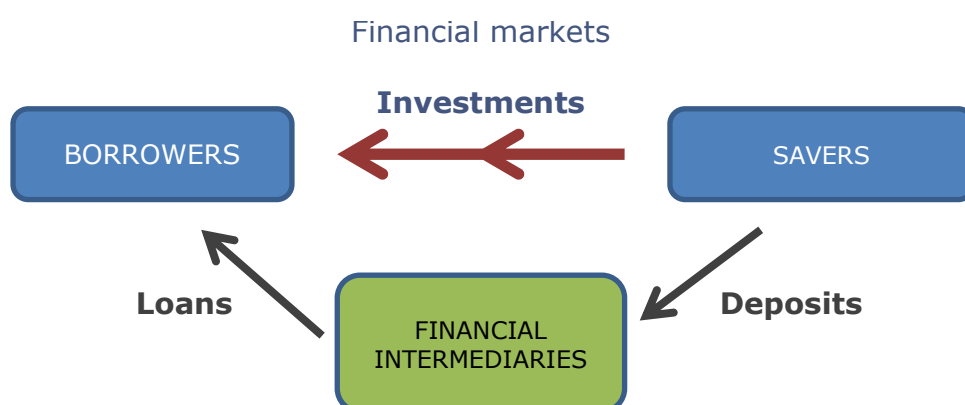 Financial markets
Investments
BORROWERS
SAVERS
Loans
Deposits
FINANCIAL
INTERMEDIARIES